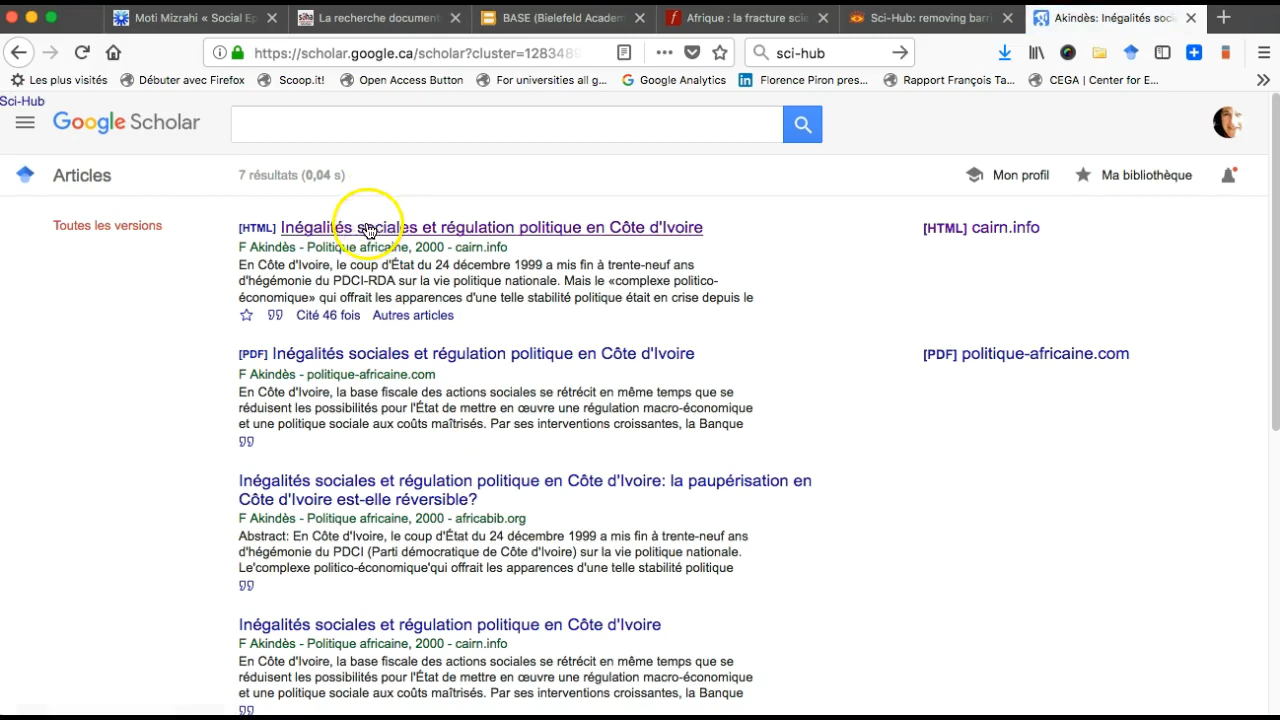 Moti Mizrahi « Social Ep
La recherche document
BASE (Bielefeld Academ
Afrique : la fracture scie
Sci-Hub: removing barri
Akindès: Inégalités soci
https://scholar.google.ca/scholar?cluster=1283489
sci-hub
Les plus visités
Débuter avec Firefox
Scoop.it!
Open Access Button
For universities all g...
Google Analytics
Florence Piron pres...
Rapport François Ta...
CEGA | Center for E...
Sci-Hub
Google Scholar
Articles
7 résultats (0,04 s)
Mon profil
Ma bibliothèque
Toutes les versions
[HTML] Inégalités sociales et régulation politique en Côte d'Ivoire
[HTML] cairn.info
F Akindès - Politique africaine, 2000 - cairn.info
En Côte d'Ivoire, le coup d'État du 24 décembre 1999 a mis fin à trente-neuf ans
d'hégémonie du PDCI-RDA sur la vie politique nationale. Mais le «complexe politico-
économique» qui offrait les apparences d'une telle stabilité politique était en crise depuis le
Cité 46 fois Autres articles
[PDF] Inégalités sociales et régulation politique en Côte d'Ivoire
[PDF] politique-africaine.com
F Akindès - politique-africaine.com
En Côte d'Ivoire, la base fiscale des actions sociales se rétrécit en même temps que se
réduisent les possibilités pour l'État de mettre en œuvre une régulation macro-économique
et une politique sociale aux coûts maîtrisés. Par ses interventions croissantes, la Banque
Inégalités sociales et régulation politique en Côte d'Ivoire: la paupérisation en
Côte d'Ivoire est-elle réversible?
F Akindès - Politique africaine, 2000 - africabib.org
Abstract: En Côte d'Ivoire, le coup d'État du 24 décembre 1999 a mis fin à trente-neuf ans
d'hégémonie du PDCI (Parti démocratique de Côte d'Ivoire) sur la vie politique nationale.
Le'complexe politico-économique'qui offrait les apparences d'une telle stabilité politique
Inégalités sociales et régulation politique en Côte d'Ivoire
F Akindès - Politique africaine, 2000 - cairn.info
En Côte d'Ivoire, la base fiscale des actions sociales se rétrécit en même temps que se
réduisent les possibilités pour l'État de mettre en œuvre une régulation macro-économique
et une politique sociale aux coûts maîtrisés. Par ses interventions croissantes, la Banque